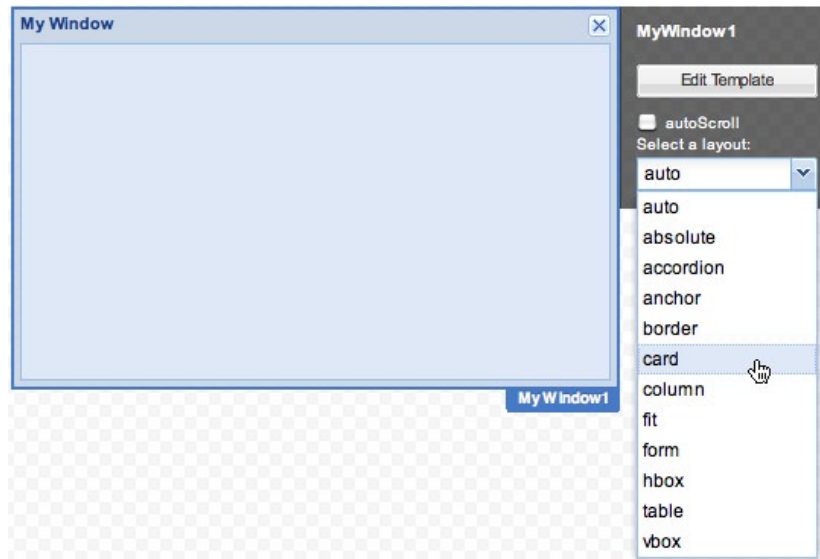 My Window
MyWindow1
MyWindow1
Edit Template
autoScroll
Select a layout:
auto
auto
absolute
accordion
anchor
border
card
column
fit
form
hbox
table
vbox